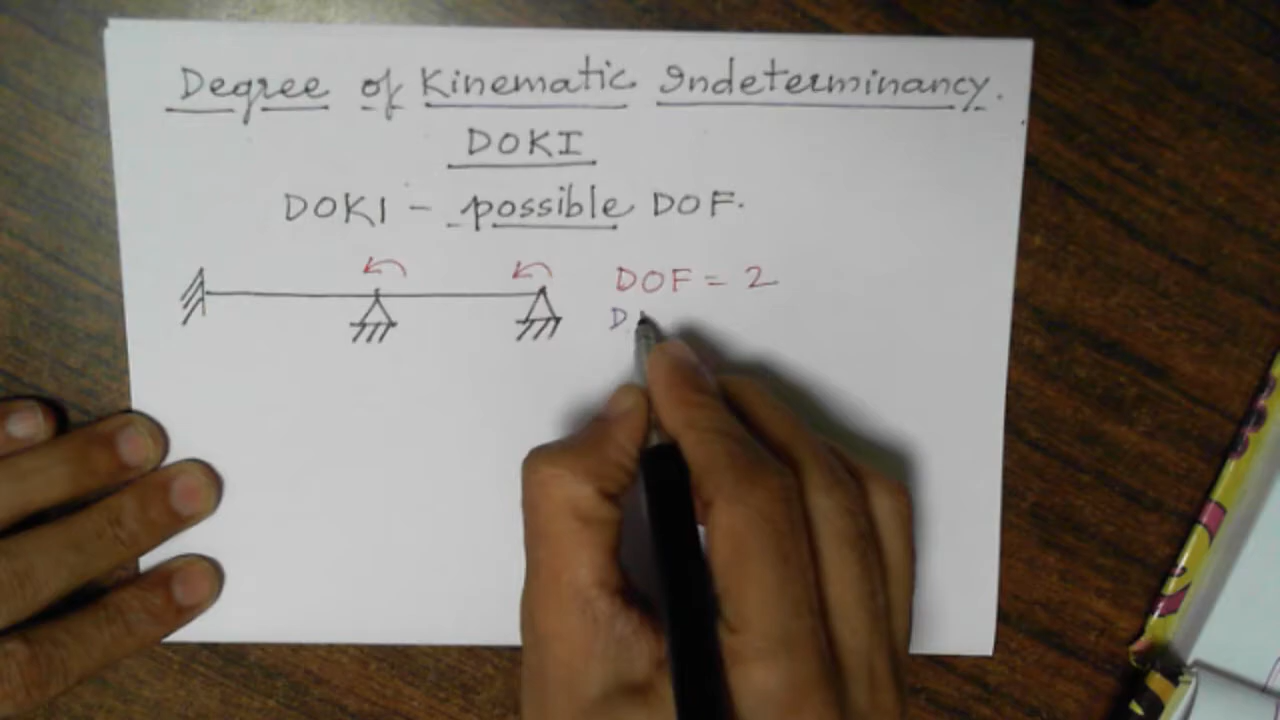 Degree of Kinematic Indeterminancy.
DOKI
DOKI - possible DOF.
DOF = 2
D